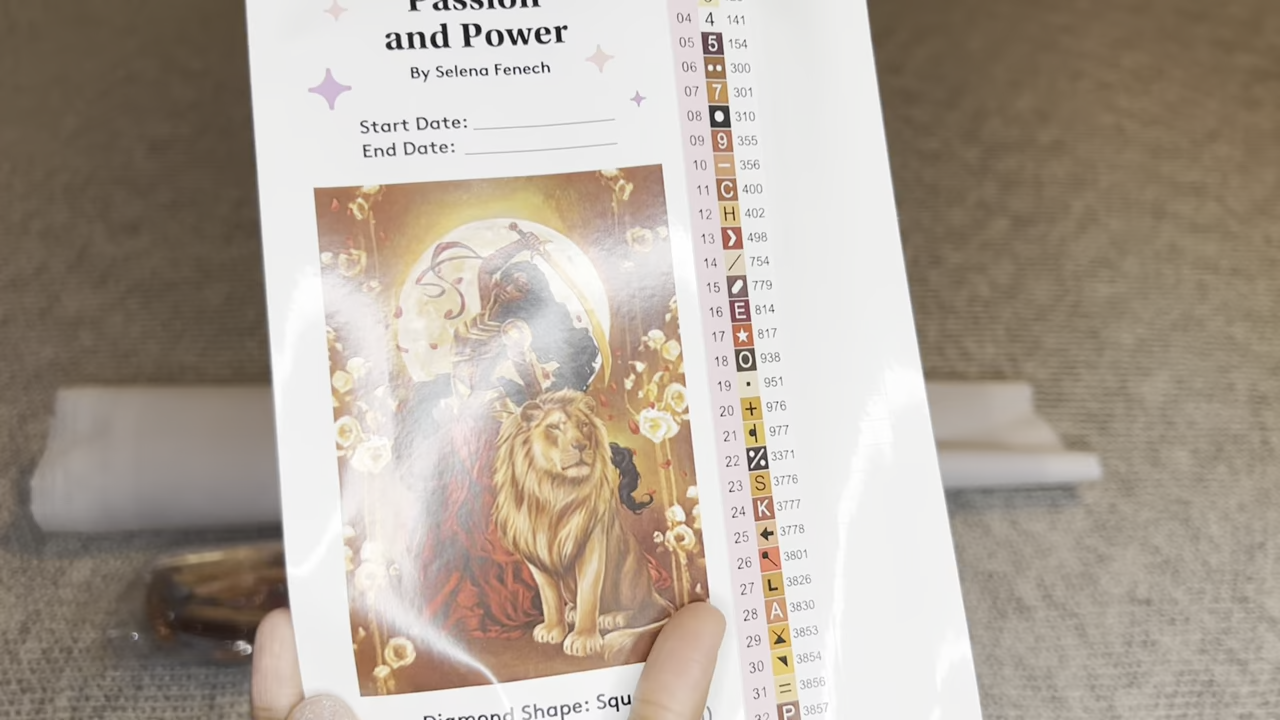 Passion
and Power
By Selena Fenech
Start Date:
End Date:
Diamond Shape:
04 4 141
05 5 154
06 300
07 7 301
08 310
09 9 355
10 – 356
11 C 400
12 H 402
13 498
14 / 754
15 779
16 E 814
17 ★ 817
18 O 938
19 ▪ 951
20 + 976
21 977
22 ٪ 3371
23 S 3776
24 K 3777
25 3778
26 3801
27 L 3826
28 A 3830
29 3853
30 3854
31 = 3856
32 P 3857